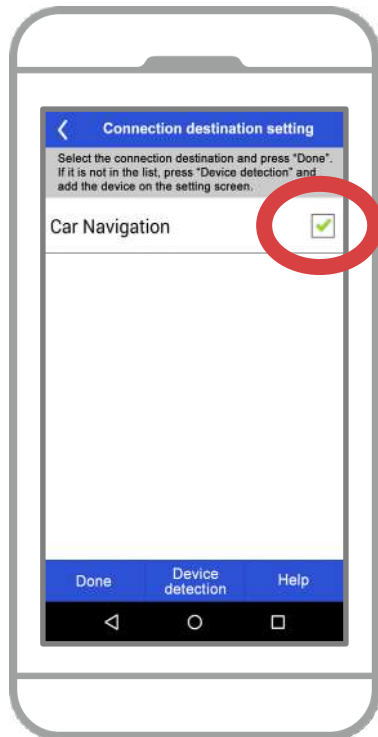 Connection destination setting
Select the connection destination and press "Done".
If it is not in the list, press "Device detection" and
add the device on the setting screen.
Car Navigation
Done
Device
detection
Help